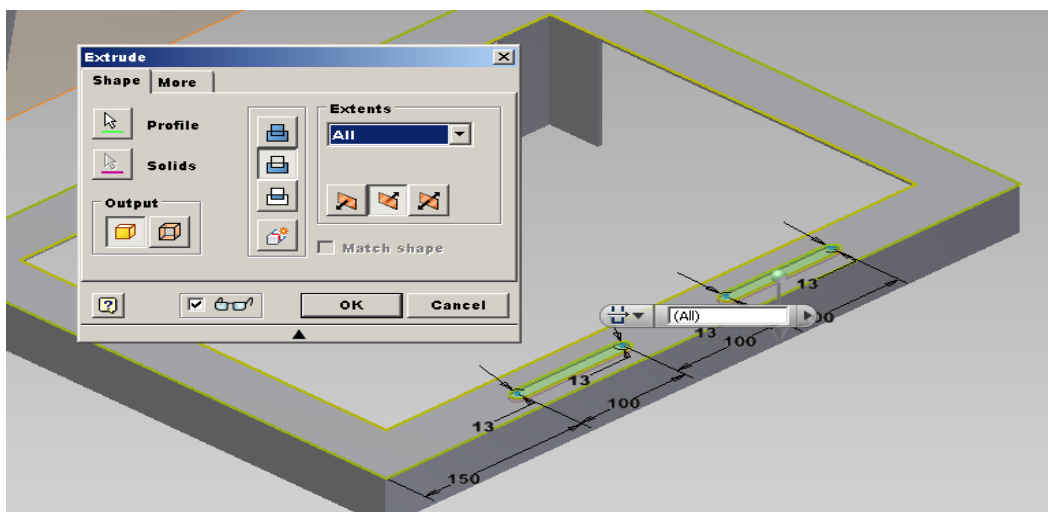 Extrude
Shape More
Profile
Extents
All
Solids
Output
Match shape
OK Cancel
13
(All)
00
13
100
13
100
13
150